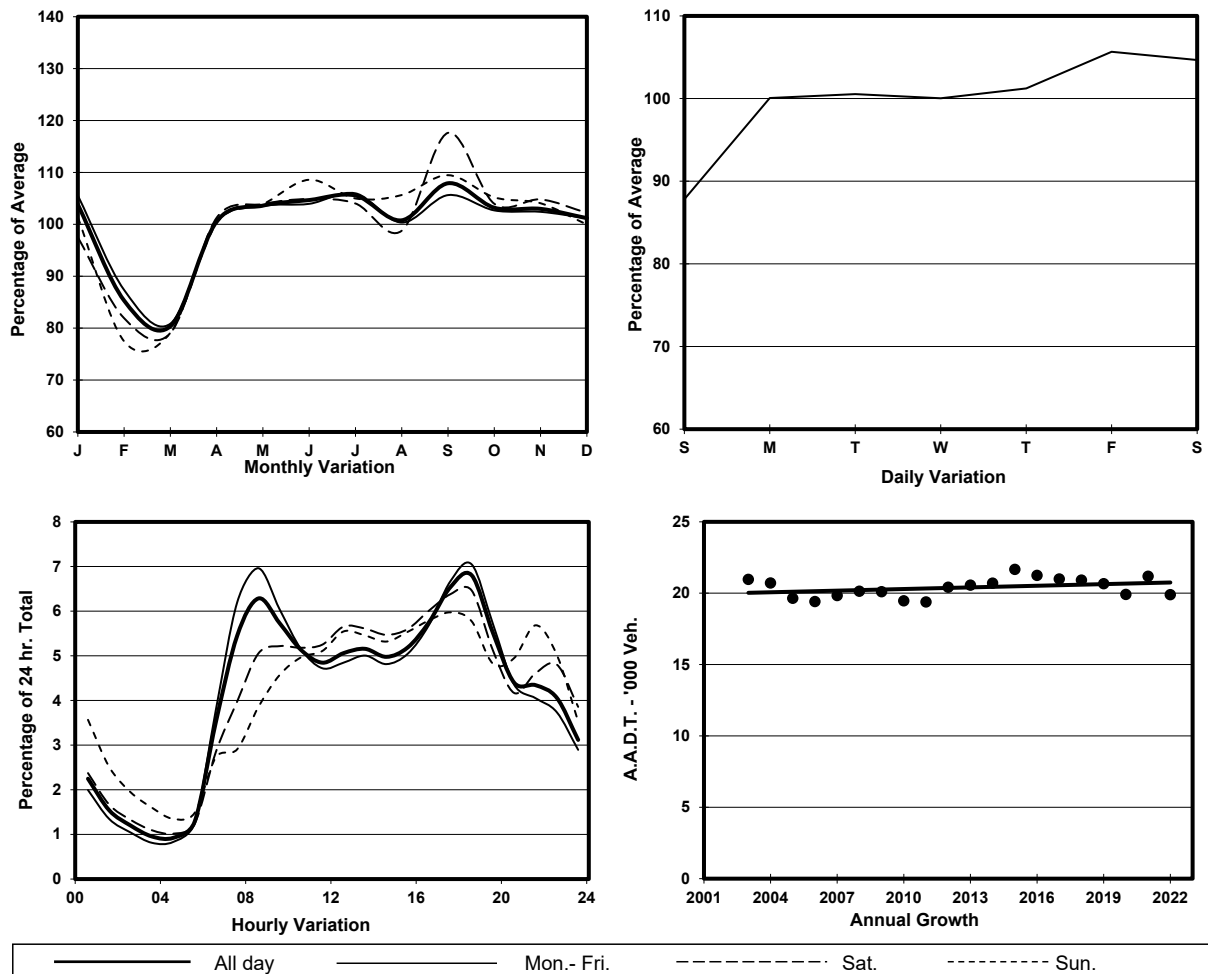 140
130
120
110
100
90
80
70
60
Percentage of Average
J F M A M J J A S O N D
Monthly Variation
110
100
90
80
70
60
Percentage of Average
S M T W T F S
Daily Variation
8
7
6
5
4
3
2
1
0
Percentage of 24 hr. Total
00 04 08 12 16 20 24
Hourly Variation
25
20
15
10
5
0
A.A.D.T. - '000 Veh.
2001 2004 2007 2010 2013 2016 2019 2022
Annual Growth
All day Mon.- Fri. Sat. Sun.